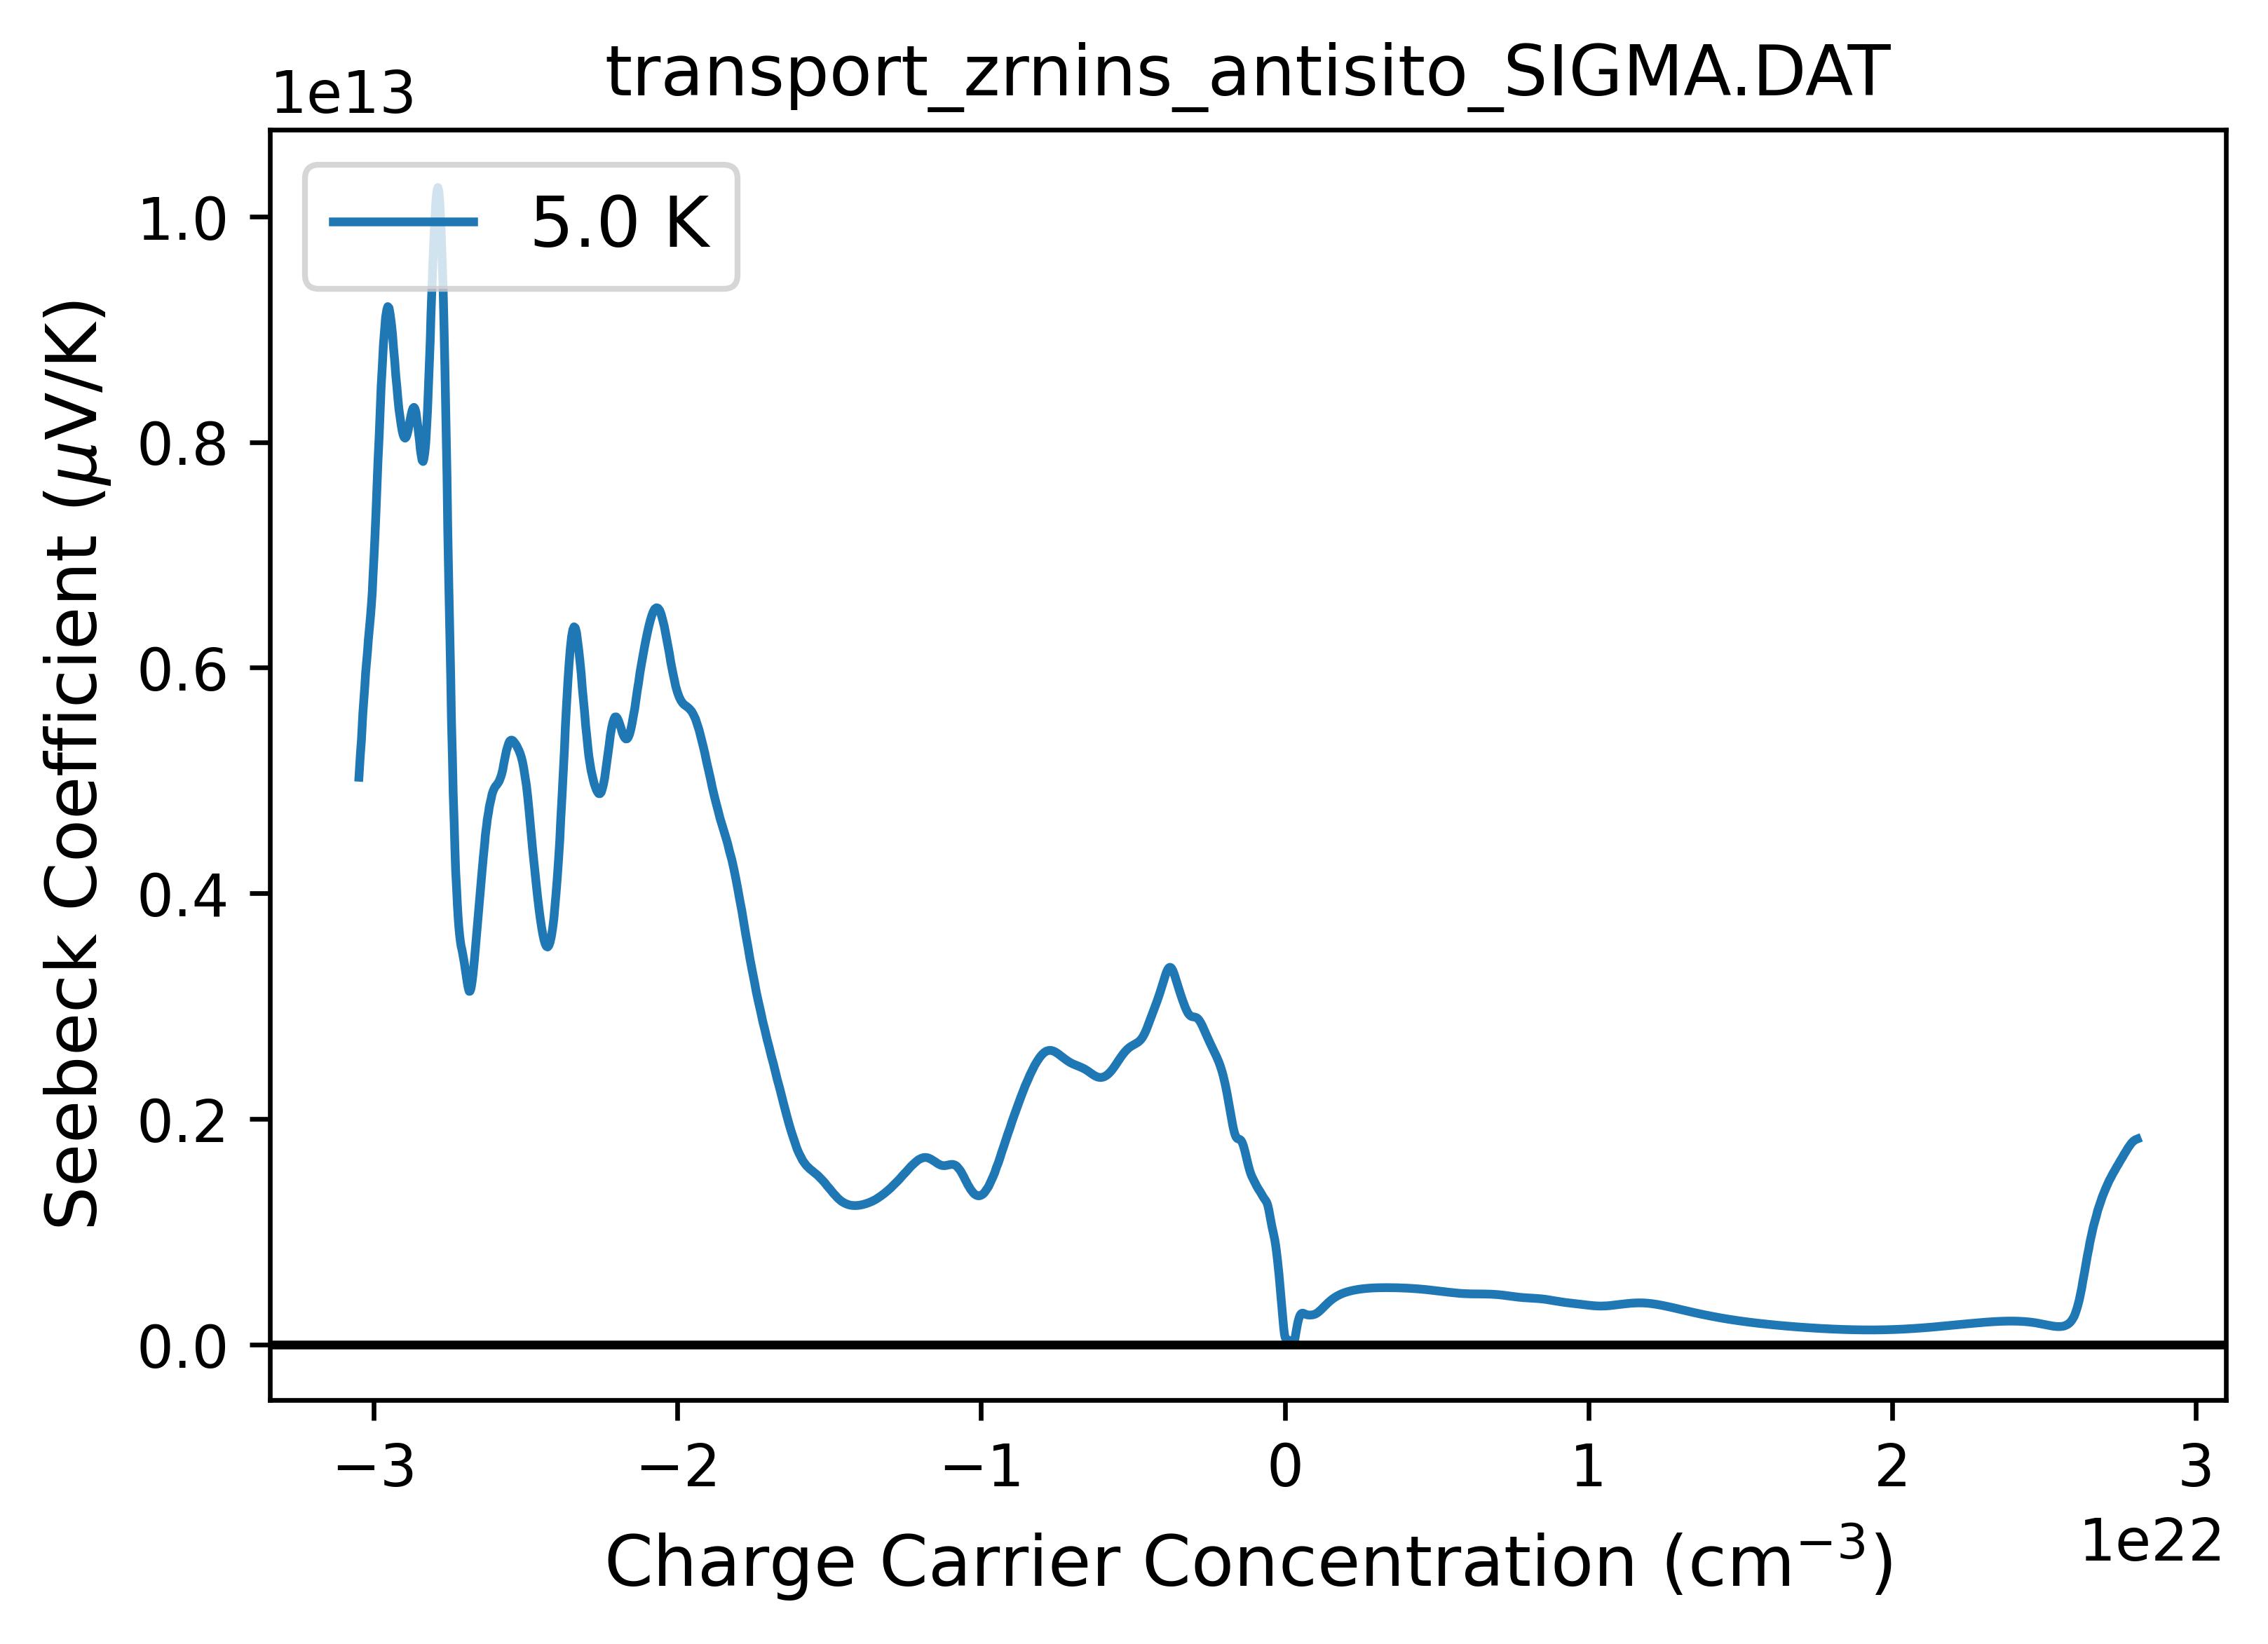 transport_zrnins_antisito_SIGMA.DAT
1e13
5.0 K
Seebeck Coefficient (μV/K)
1.0
0.8
0.6
0.4
0.2
0.0
−3 −2 −1 0 1 2 3
1e22
Charge Carrier Concentration (cm⁻³)